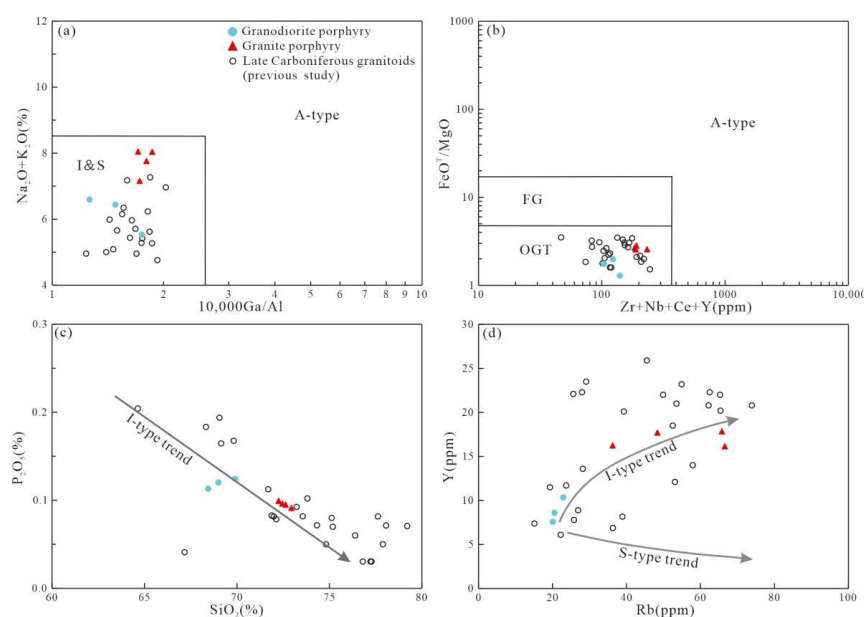 (a)
Granodiorite porphyry
Granite porphyry
Late Carboniferous granitoids
(previous study)
A-type
I&S
Na₂O+K₂O(%)
12
10
8
6
4
1
2
3
4
5
6
7
8
9
10
10,000Ga/Al
(b)
A-type
FG
OGT
FeOᵀ/MgO
1000
100
10
1
10
100
1000
10,000
Zr+Nb+Ce+Y(ppm)
(c)
I-type trend
P₂O₅(%)
0.3
0.2
0.1
0.0
60
65
70
75
80
SiO₂(%)
(d)
I-type trend
S-type trend
Y(ppm)
30
25
20
15
10
5
0
0
20
40
60
80
100
Rb(ppm)